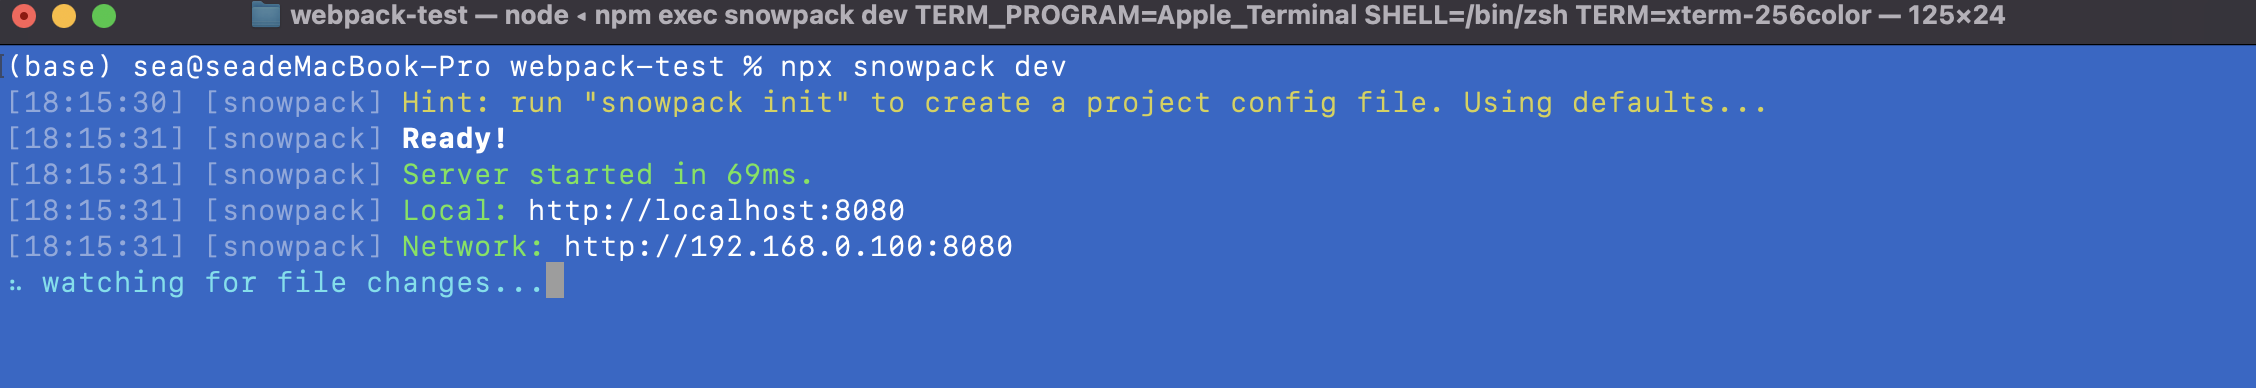 webpack-test — node ◂ npm exec snowpack dev TERM_PROGRAM=Apple_Terminal SHELL=/bin/zsh TERM=xterm-256color — 125×24
(base) sea@seadeMacBook-Pro webpack-test % npx snowpack dev
[18:15:30] [snowpack] Hint: run "snowpack init" to create a project config file. Using defaults...
[18:15:31] [snowpack] Ready!
[18:15:31] [snowpack] Server started in 69ms.
[18:15:31] [snowpack] Local: http://localhost:8080
[18:15:31] [snowpack] Network: http://192.168.0.100:8080
⠦ watching for file changes...